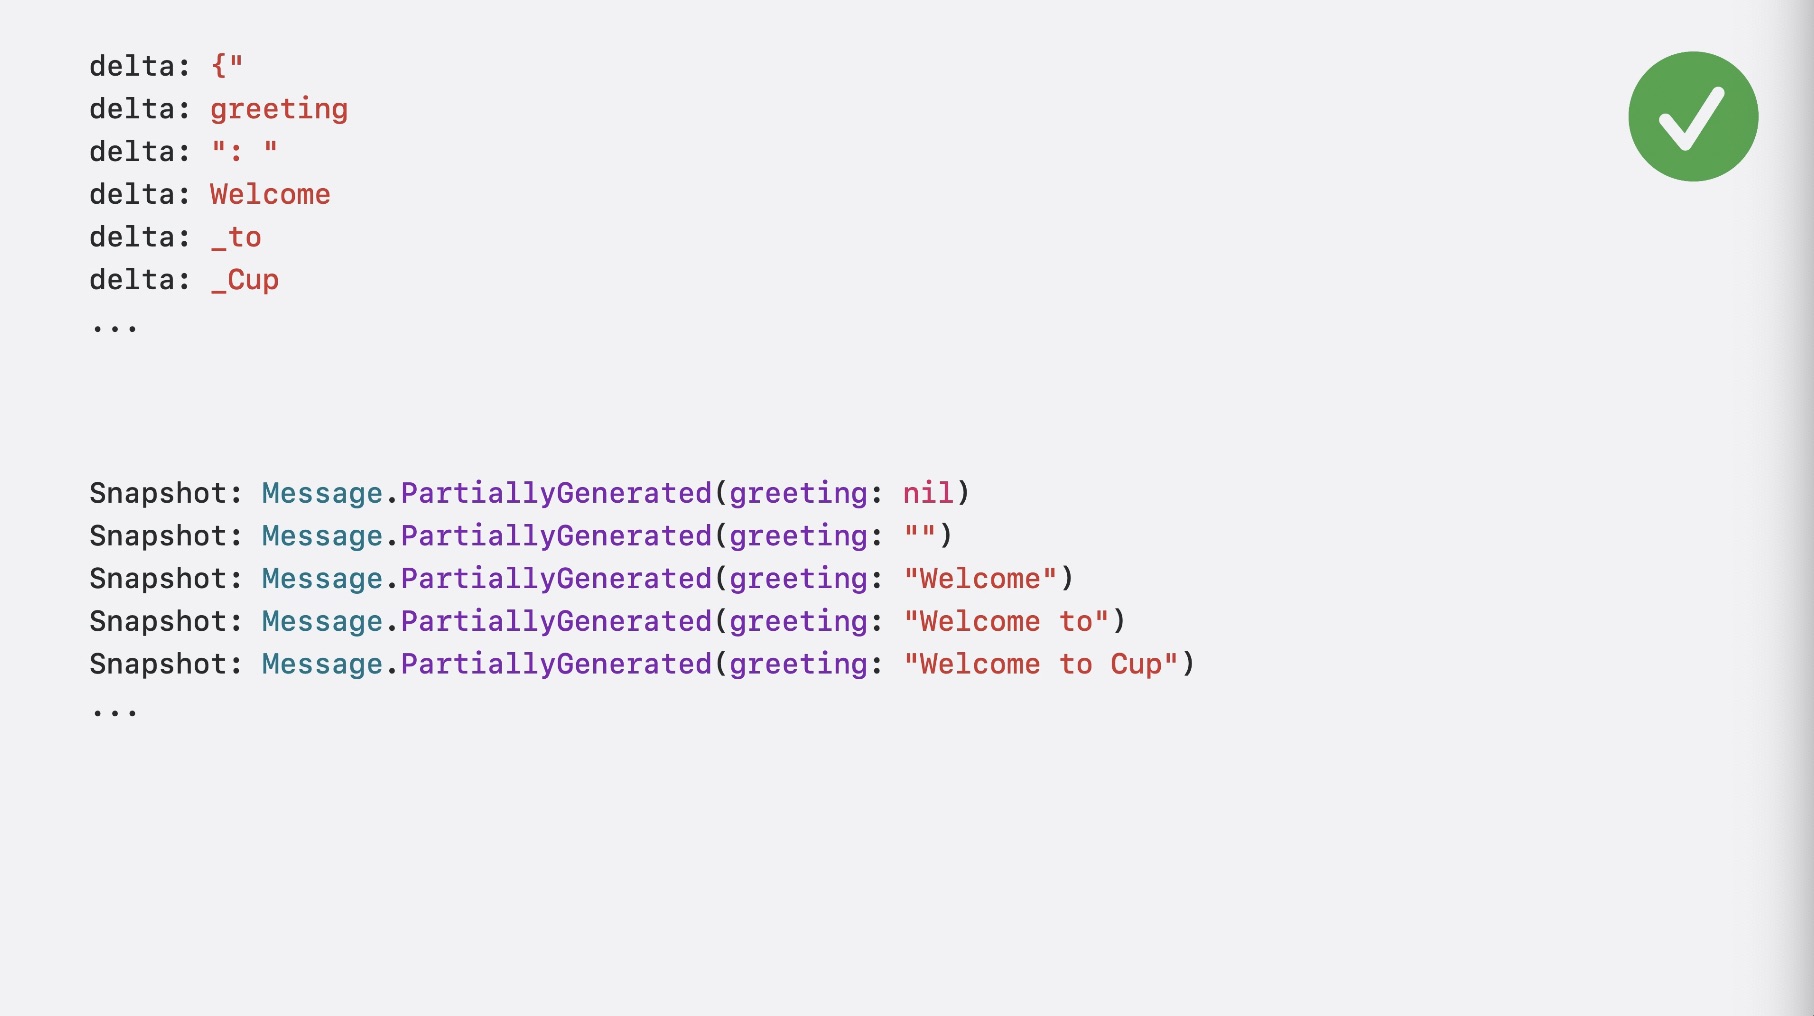 delta: {"
delta: greeting
delta: ": "
delta: Welcome
delta: _to
delta: _Cup
...
Snapshot: Message.PartiallyGenerated(greeting: nil)
Snapshot: Message.PartiallyGenerated(greeting: "")
Snapshot: Message.PartiallyGenerated(greeting: "Welcome")
Snapshot: Message.PartiallyGenerated(greeting: "Welcome to")
Snapshot: Message.PartiallyGenerated(greeting: "Welcome to Cup")
...